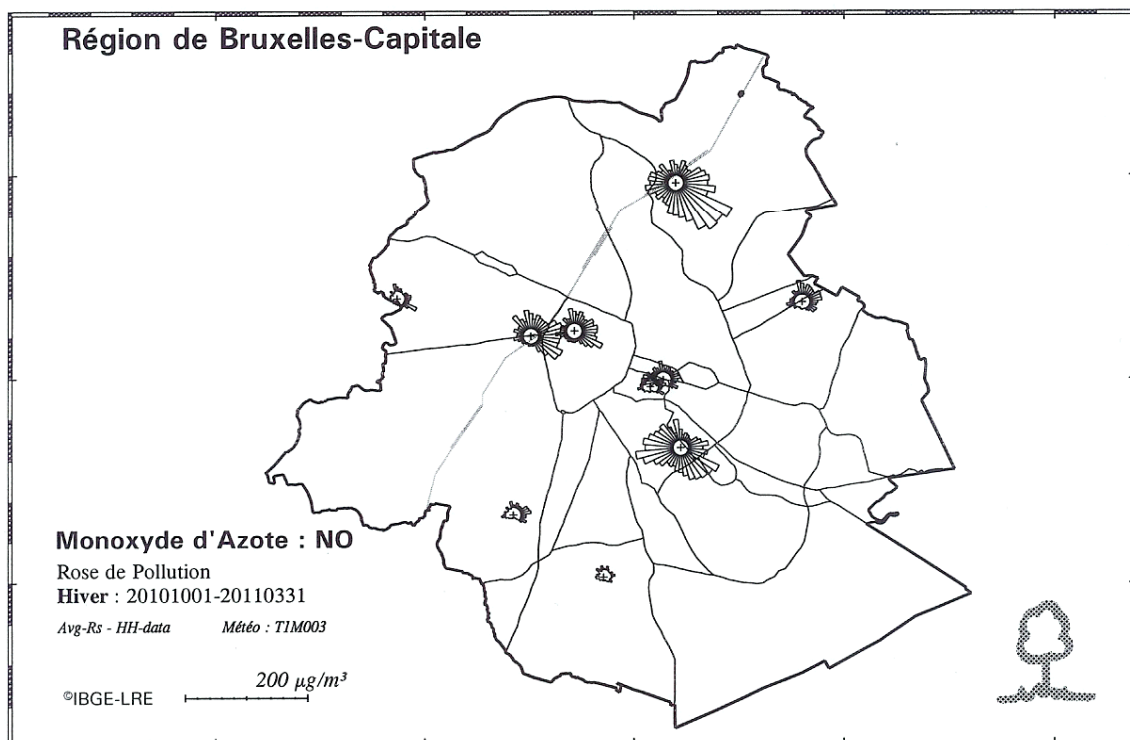 Région de Bruxelles-Capitale
Monoxyde d'Azote : NO
Rose de Pollution
Hiver : 20101001-20110331
Avg-Rs - HH-data Météo : T1M003
200 µg/m³
©IBGE-LRE